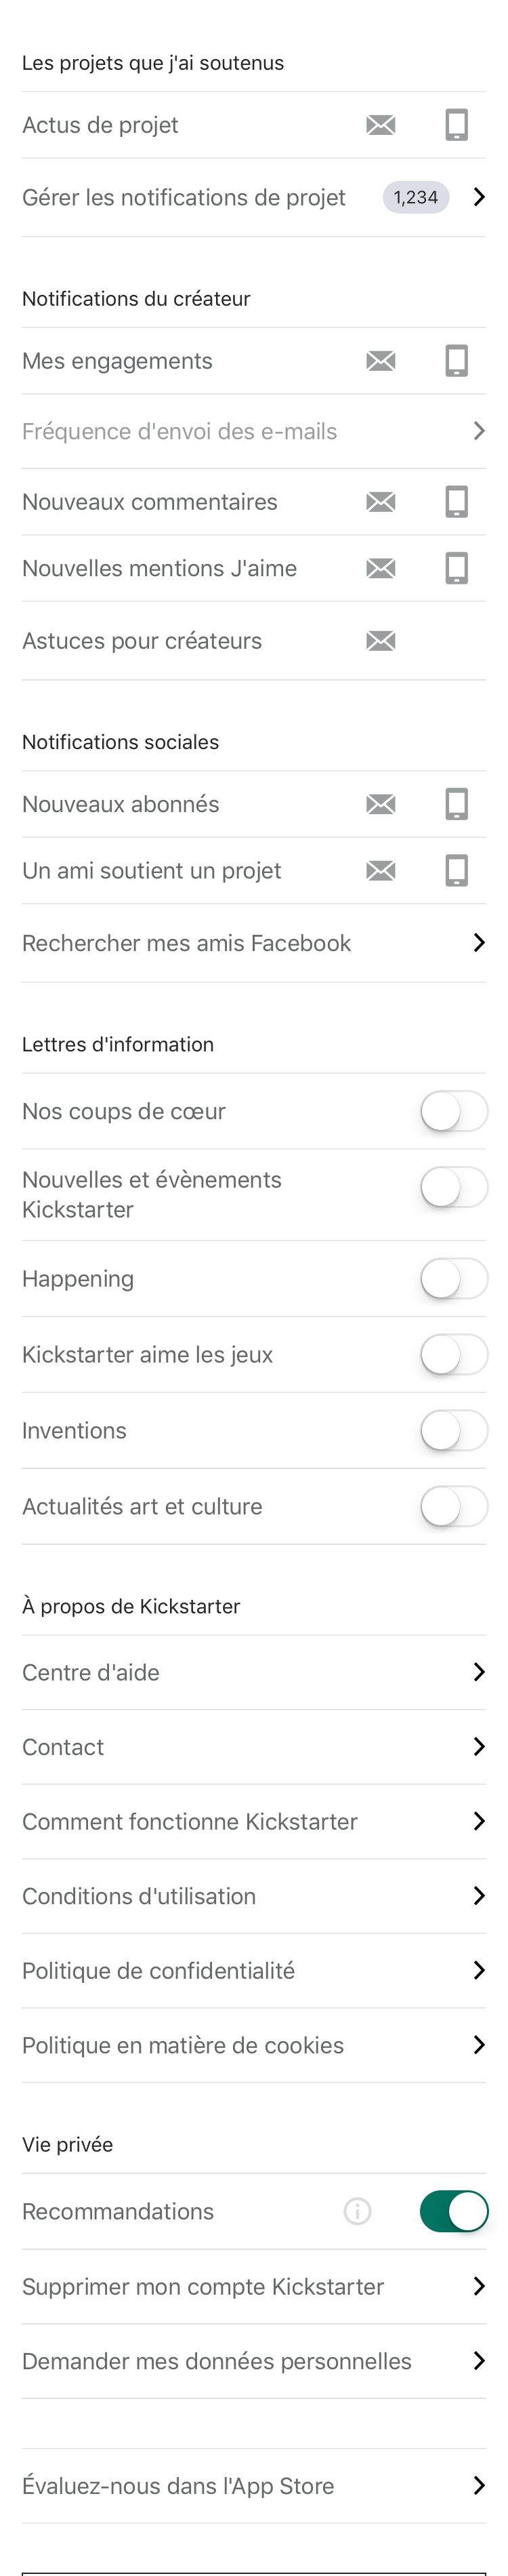 Les projets que j'ai soutenus
Actus de projet
Gérer les notifications de projet 1,234
Notifications du créateur
Mes engagements
Fréquence d'envoi des e-mails
Nouveaux commentaires
Nouvelles mentions J'aime
Astuces pour créateurs
Notifications sociales
Nouveaux abonnés
Un ami soutient un projet
Rechercher mes amis Facebook
Lettres d'information
Nos coups de cœur
Nouvelles et évènements
Kickstarter
Happening
Kickstarter aime les jeux
Inventions
Actualités art et culture
À propos de Kickstarter
Centre d'aide
Contact
Comment fonctionne Kickstarter
Conditions d'utilisation
Politique de confidentialité
Politique en matière de cookies
Vie privée
Recommandations
Supprimer mon compte Kickstarter
Demander mes données personnelles
Évaluez-nous dans l'App Store